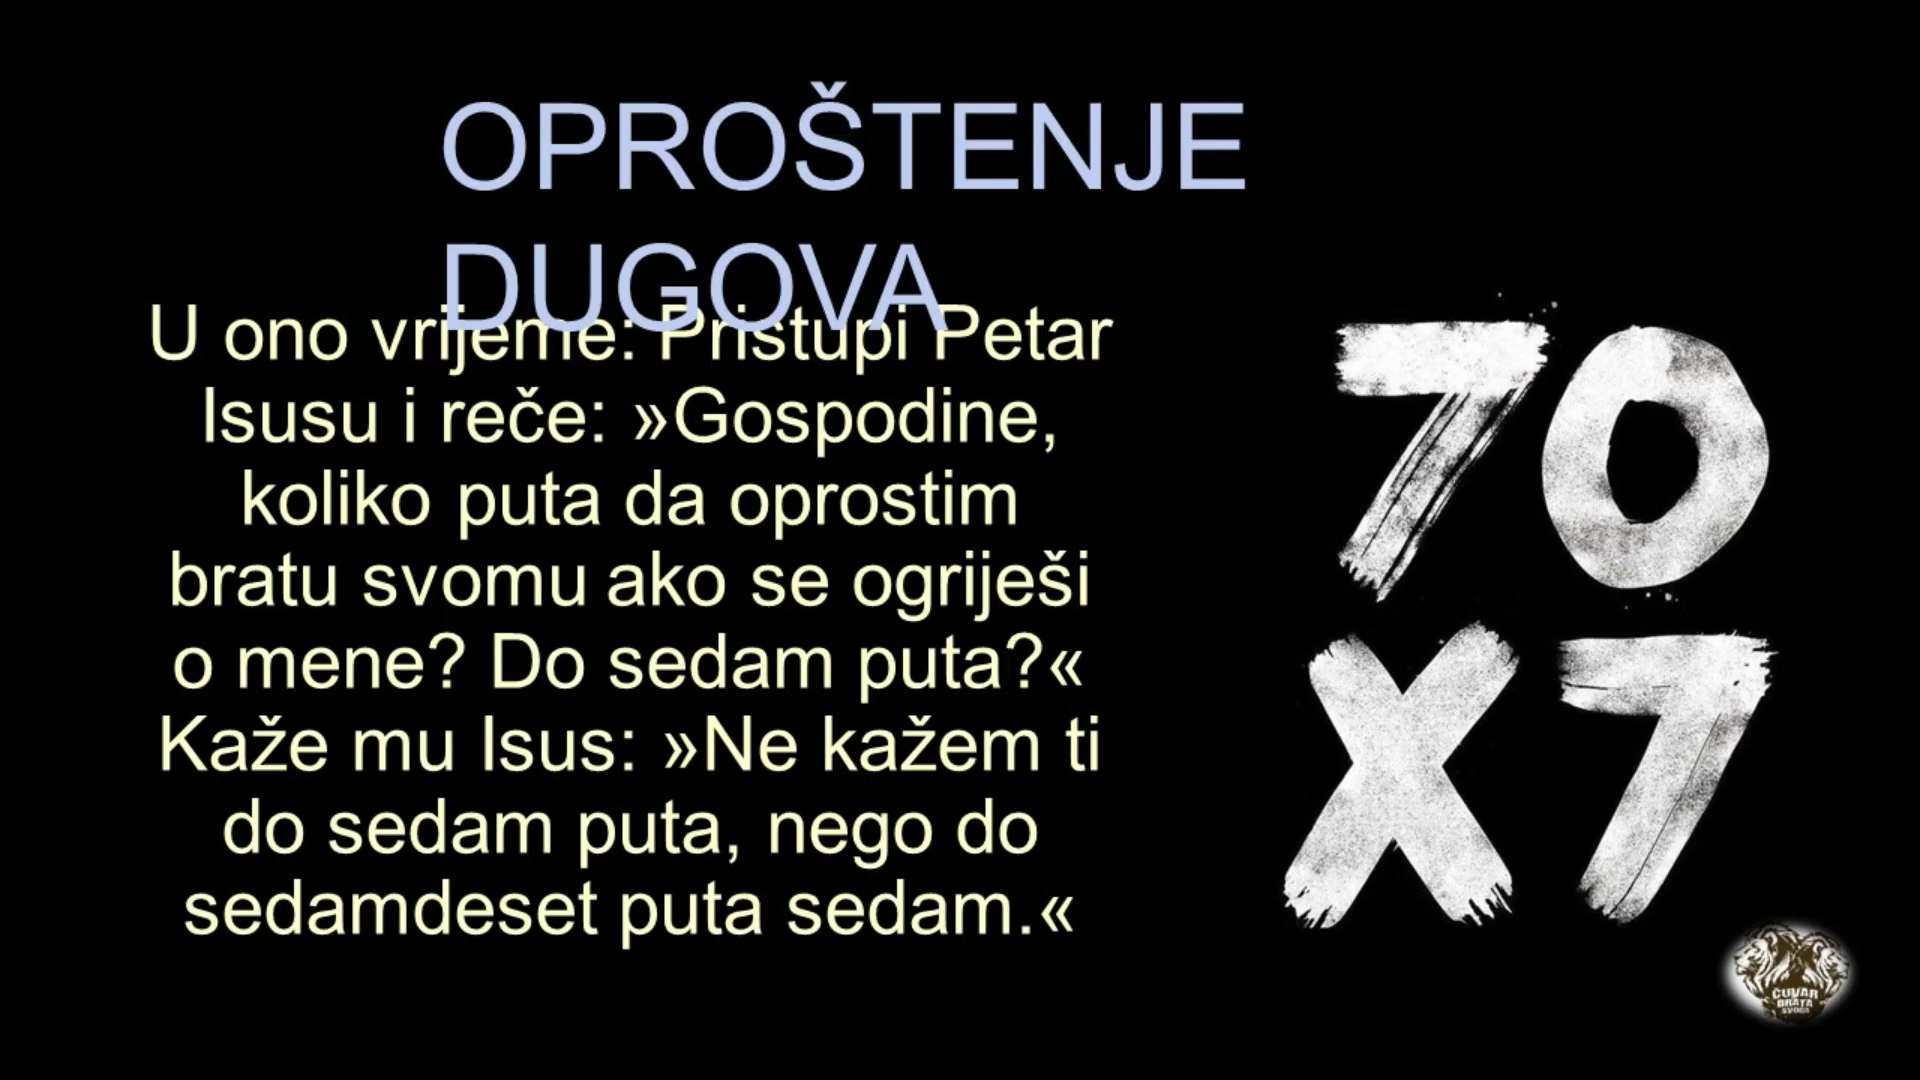 OPROŠTENJE
DUGOVA
U ono vrijeme: Pristupi Petar
Isusu i reče: »Gospodine,
koliko puta da oprostim
bratu svomu ako se ogriješi
o mene? Do sedam puta?«
Kaže mu Isus: »Ne kažem ti
do sedam puta, nego do
sedamdeset puta sedam.«
70
X7
ČUVAR
BRATA
SVOGA